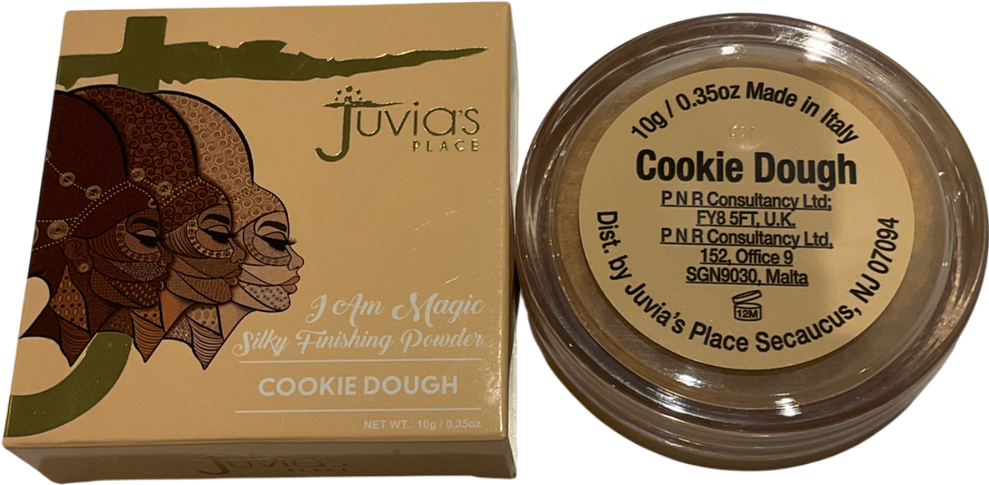 Juvia's
PLACE
I Am Magic
Silky Finishing Powder
COOKIE DOUGH
NET WT.: 10g / 0.35oz
Juvia's
PLACE
10g / 0.35oz Made in Italy
Cookie Dough
P N R Consultancy Ltd;
FY8 5FT, U.K.
P N R Consultancy Ltd,
152, Office 9
SGN9030, Malta
12M
Dist. by Juvia's Place Secaucus, NJ 07094